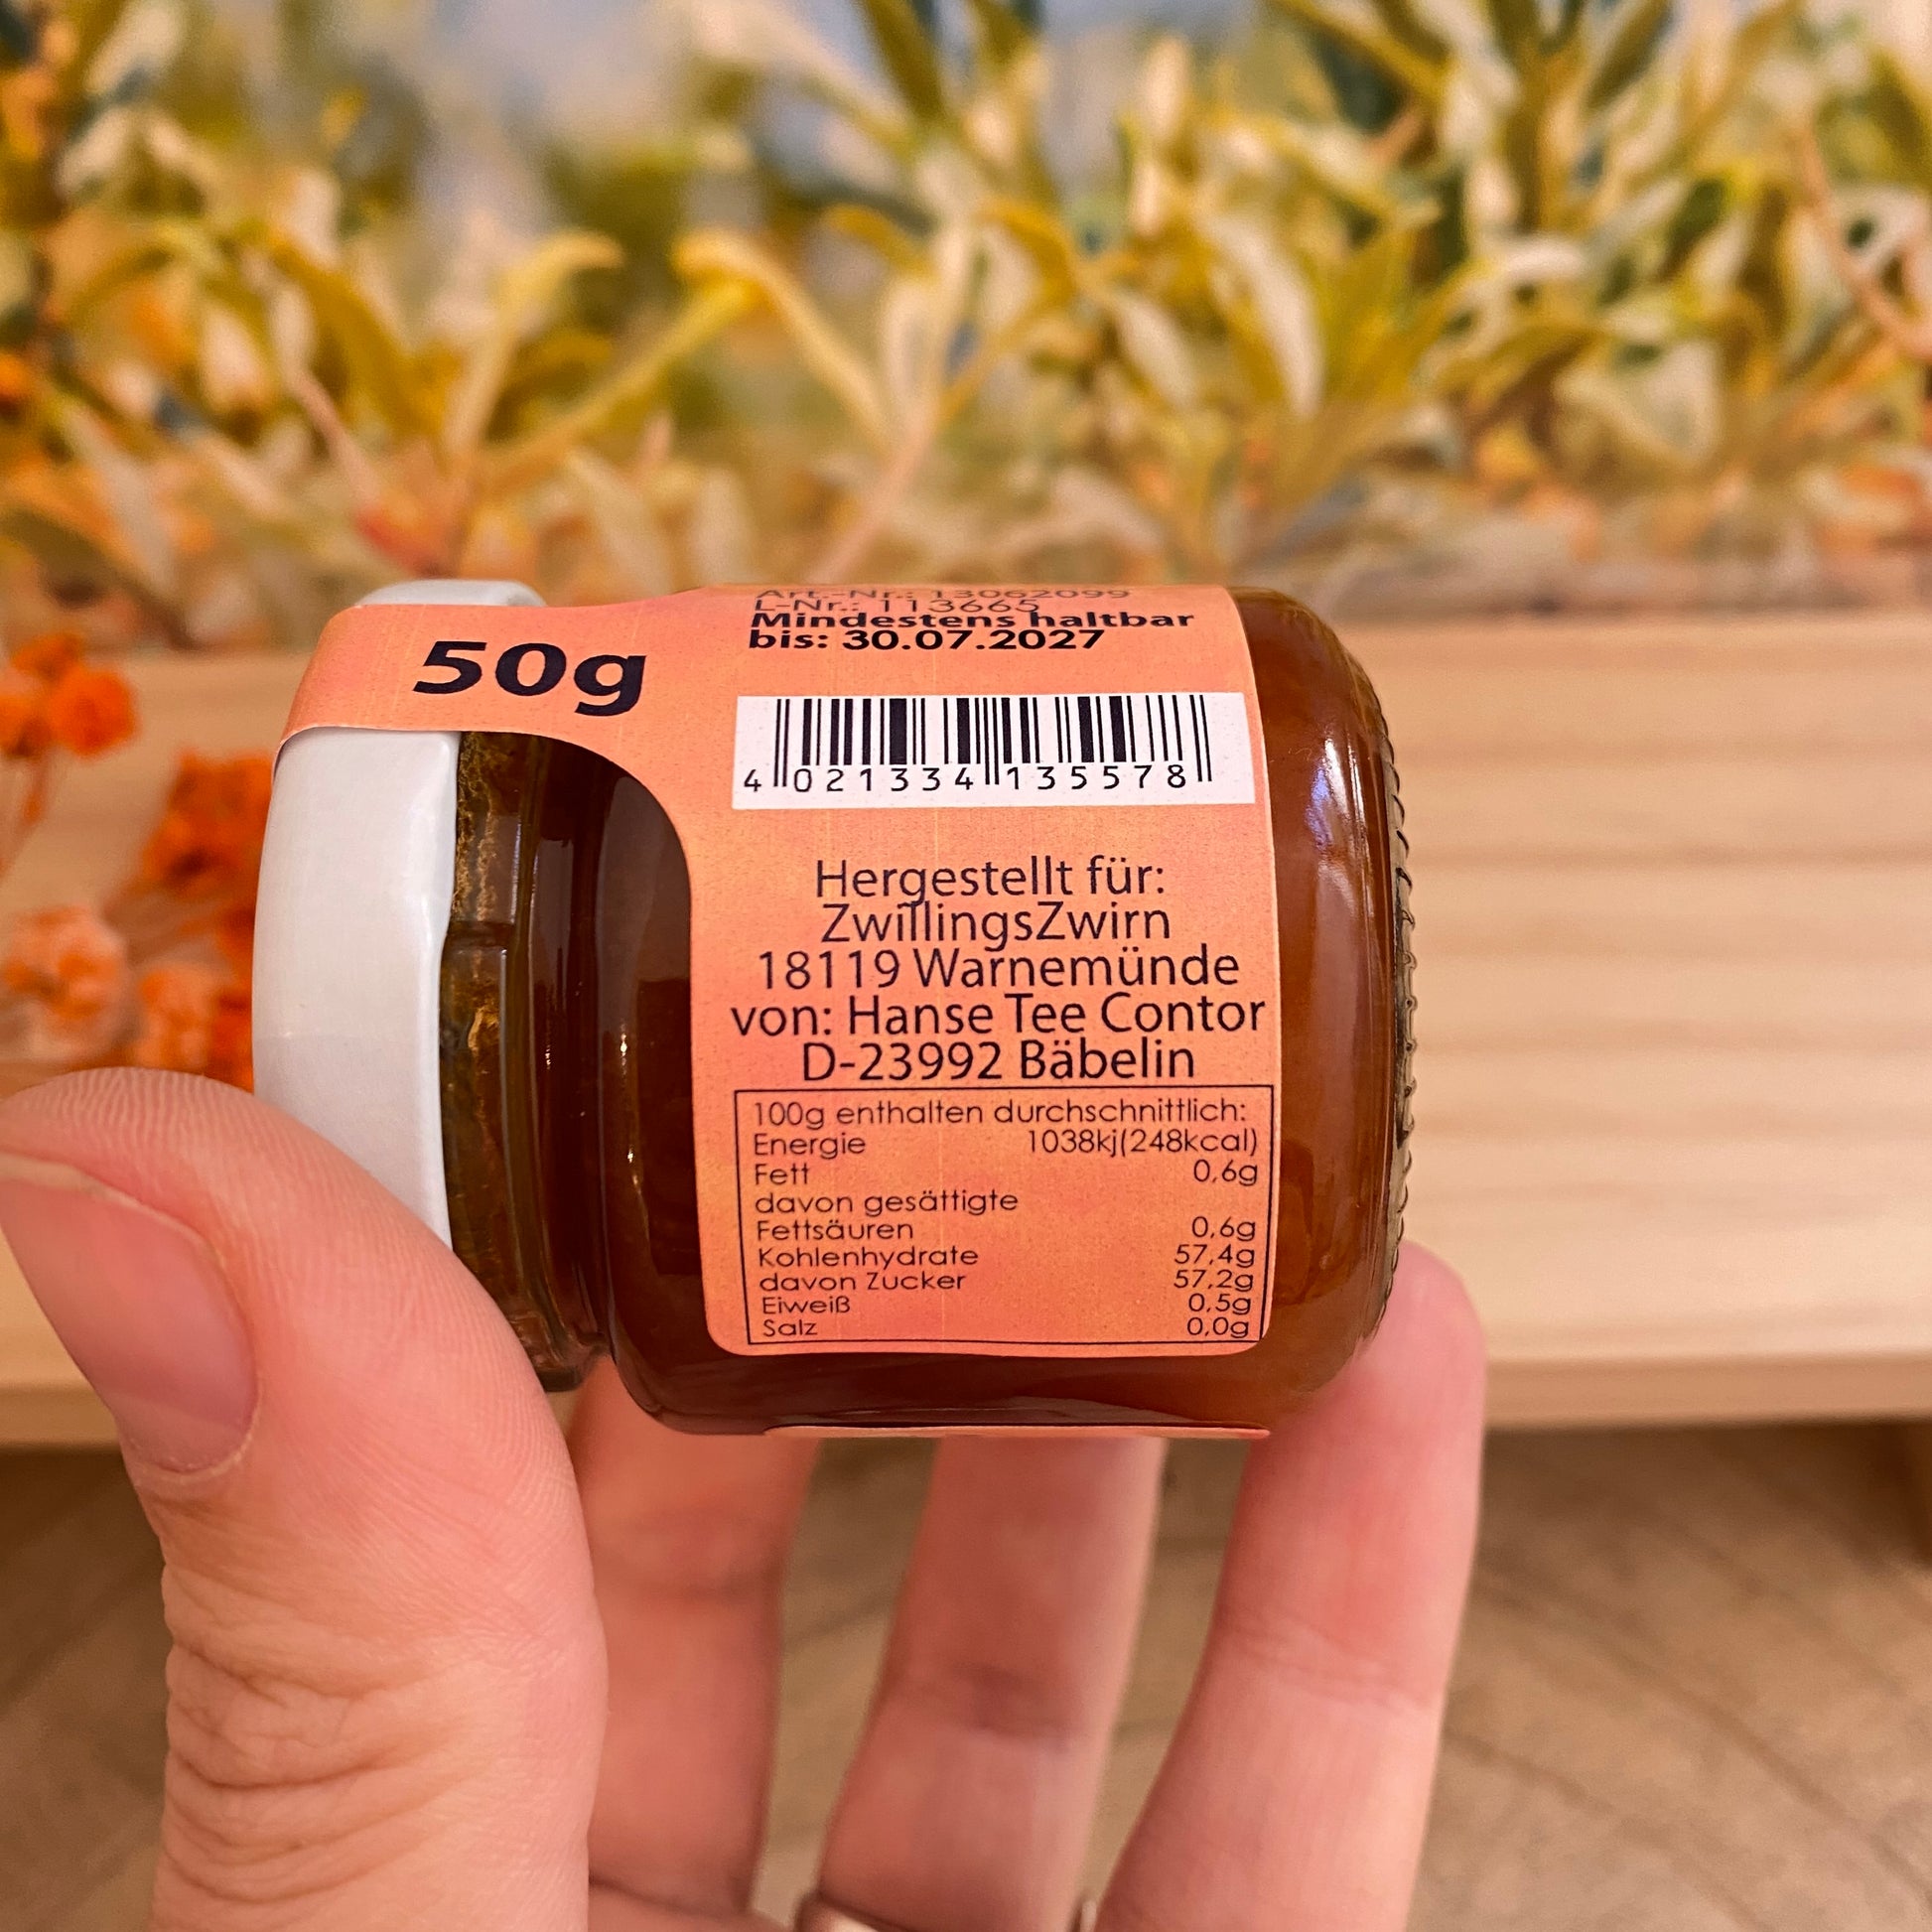 50g
Art.-Nr.: 13062099
L-Nr.: 113665
Mindestens haltbar
bis: 30.07.2027
4 021334 135578
Hergestellt für:
ZwillingsZwirn
18119 Warnemünde
von: Hanse Tee Contor
D-23992 Bäbelin
100g enthalten durchschnittlich:
Energie 1038kj(248kcal)
Fett 0,6g
davon gesättigte
Fettsäuren 0,6g
Kohlenhydrate 57,4g
davon Zucker 57,2g
Eiweiß 0,5g
Salz 0,0g